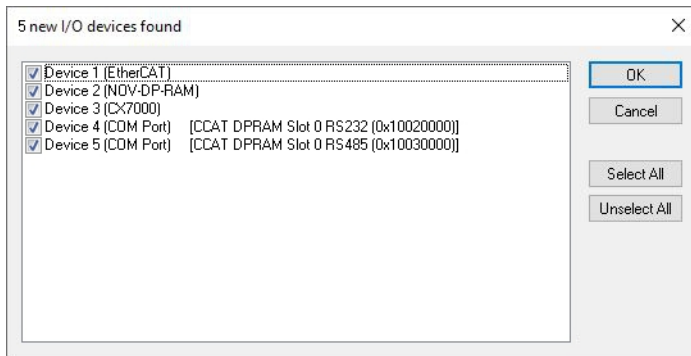 5 new I/O devices found
Device 1 (EtherCAT)
Device 2 (NOV-DP-RAM)
Device 3 (CX7000)
Device 4 (COM Port) [CCAT DPRAM Slot 0 RS232 (0x10020000)]
Device 5 (COM Port) [CCAT DPRAM Slot 0 RS485 (0x10030000)]
OK
Cancel
Select All
Unselect All